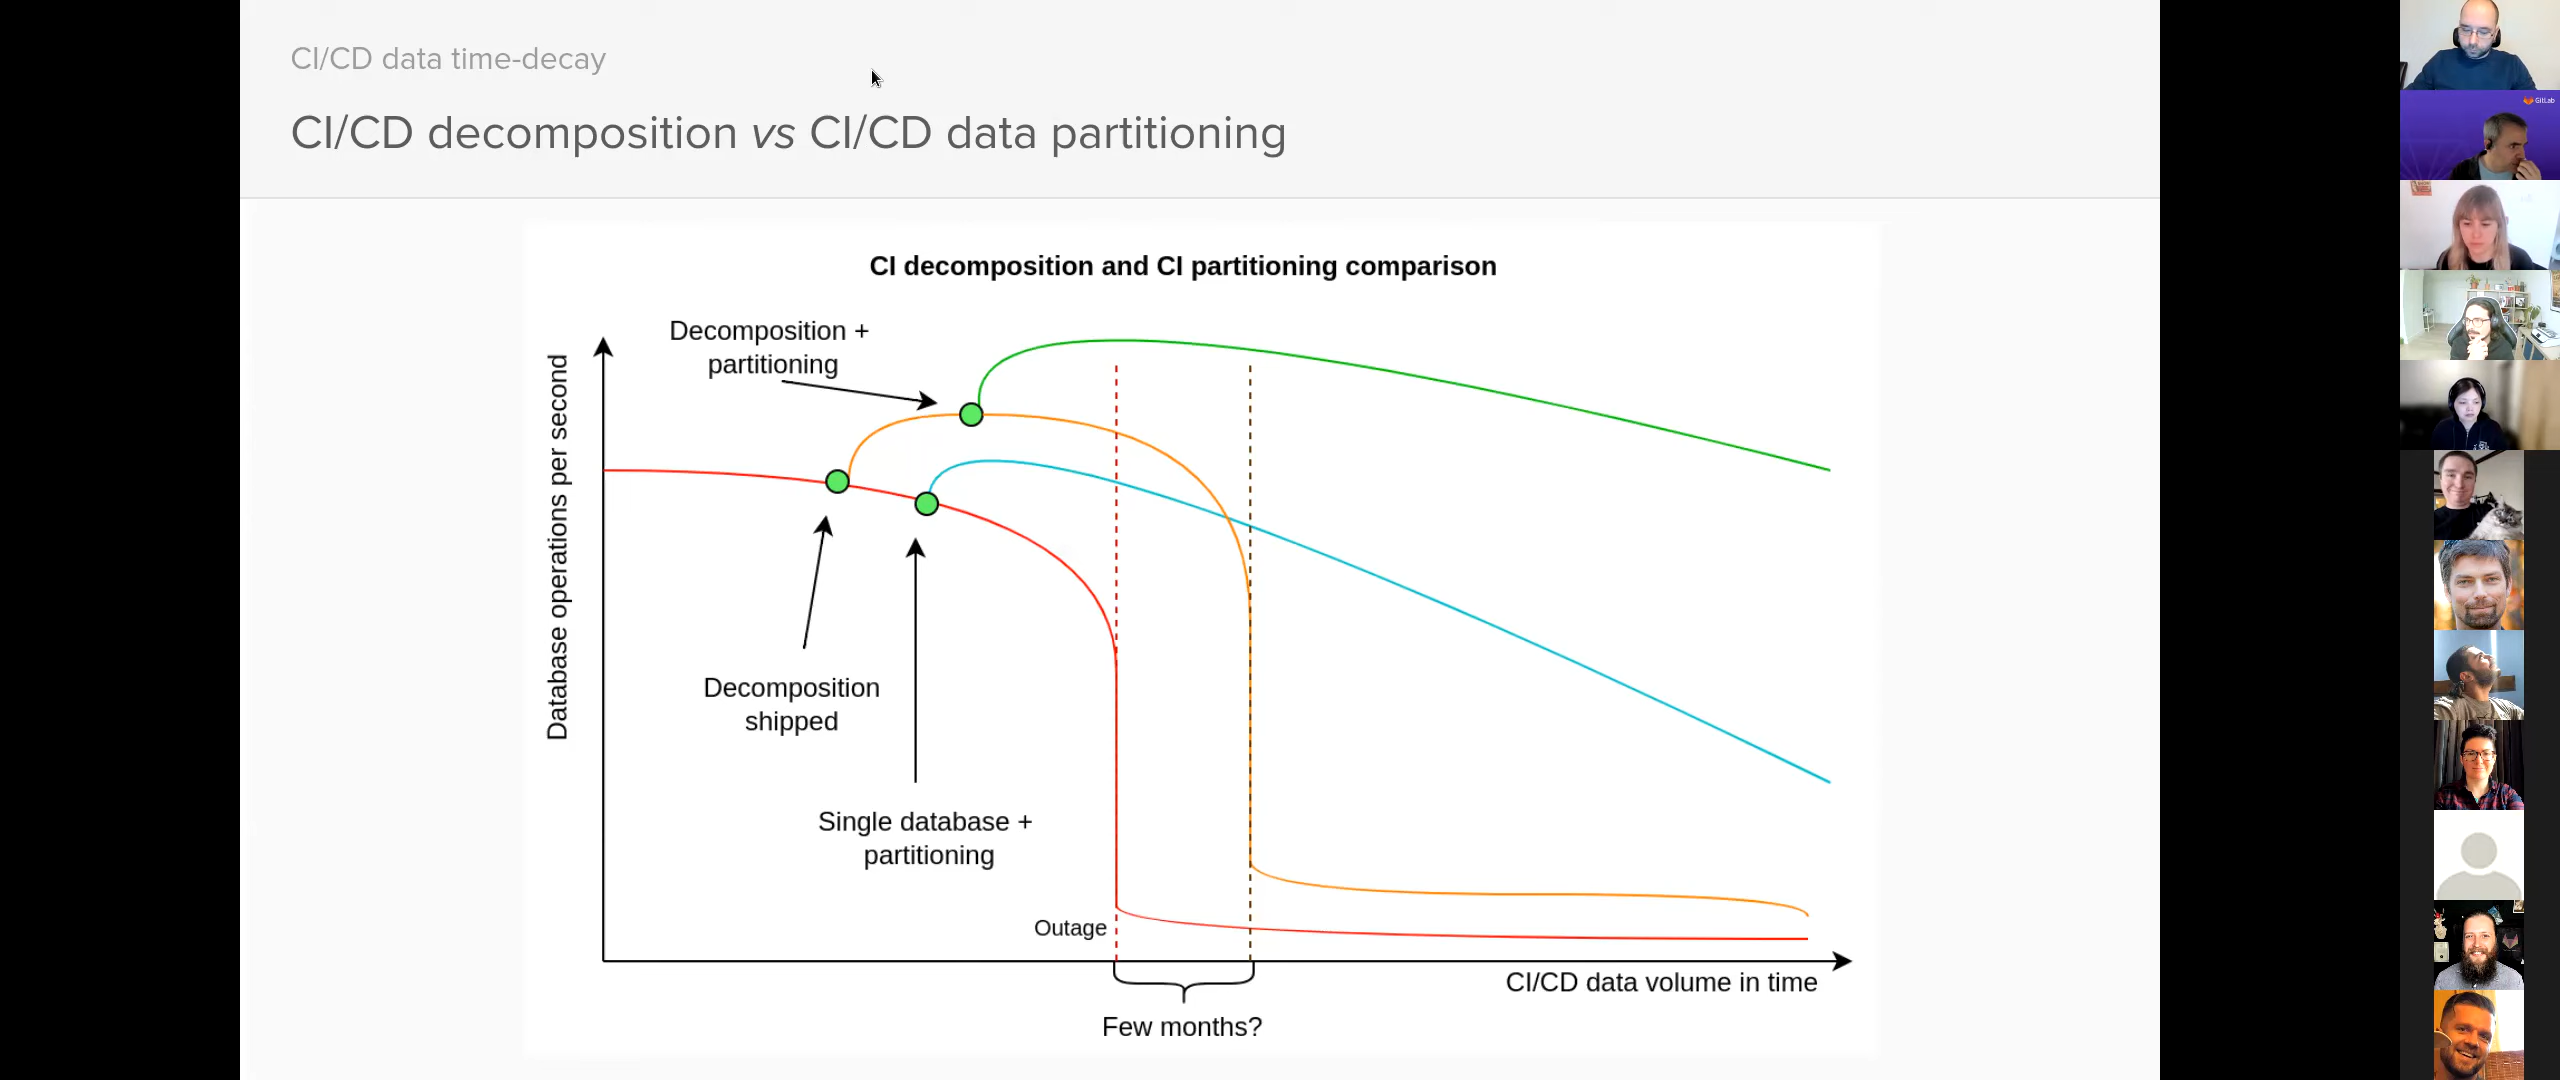 CI/CD data time-decay
CI/CD decomposition vs CI/CD data partitioning
CI decomposition and CI partitioning comparison
Decomposition +
partitioning
Database operations per second
Decomposition
shipped
Single database +
partitioning
Outage
CI/CD data volume in time
Few months?
GitLab